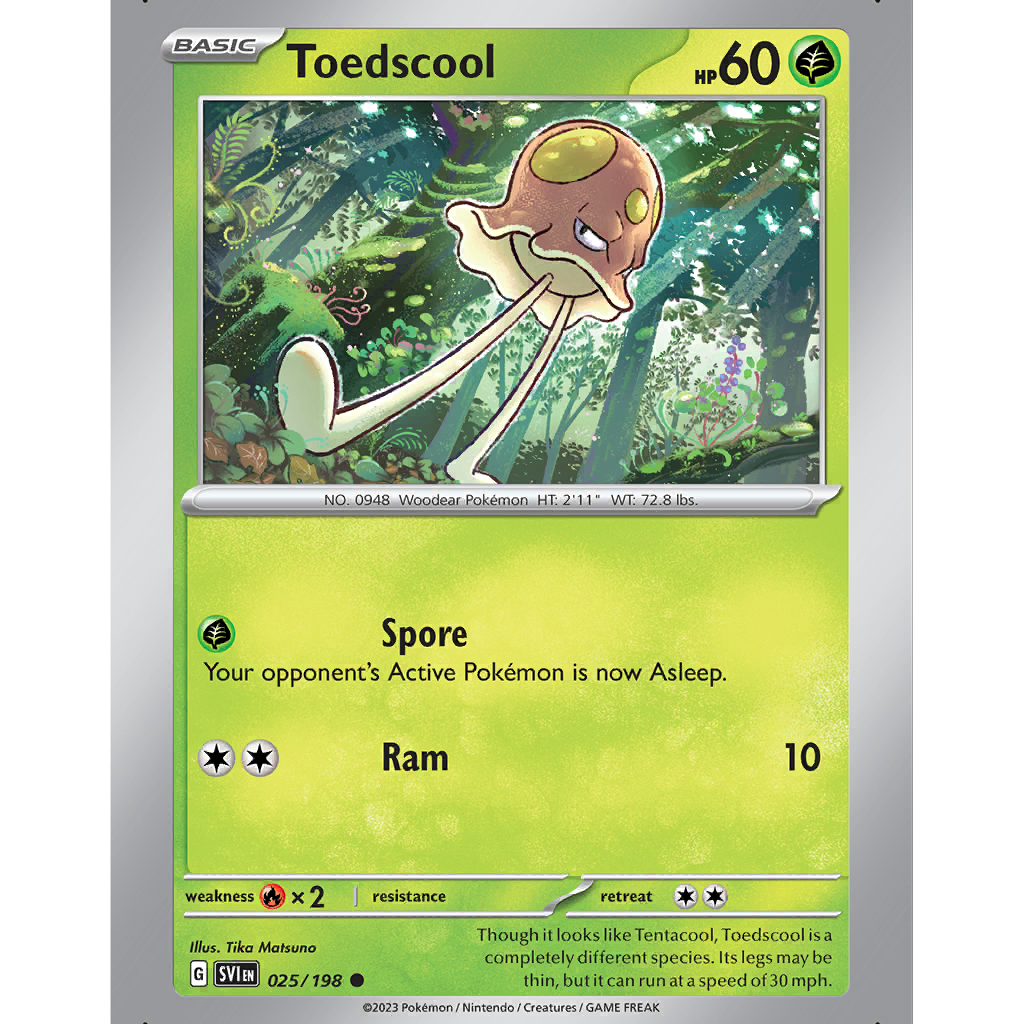 BASIC
Toedscool
HP 60
NO. 0948 Woodear Pokémon HT: 2'11" WT: 72.8 lbs.
Spore
Your opponent's Active Pokémon is now Asleep.
Ram 10
weakness ×2 resistance retreat
Illus. Tika Matsuno
Though it looks like Tentacool, Toedscool is a
completely different species. Its legs may be
thin, but it can run at a speed of 30 mph.
G SVI EN 025/198
©2023 Pokémon / Nintendo / Creatures / GAME FREAK